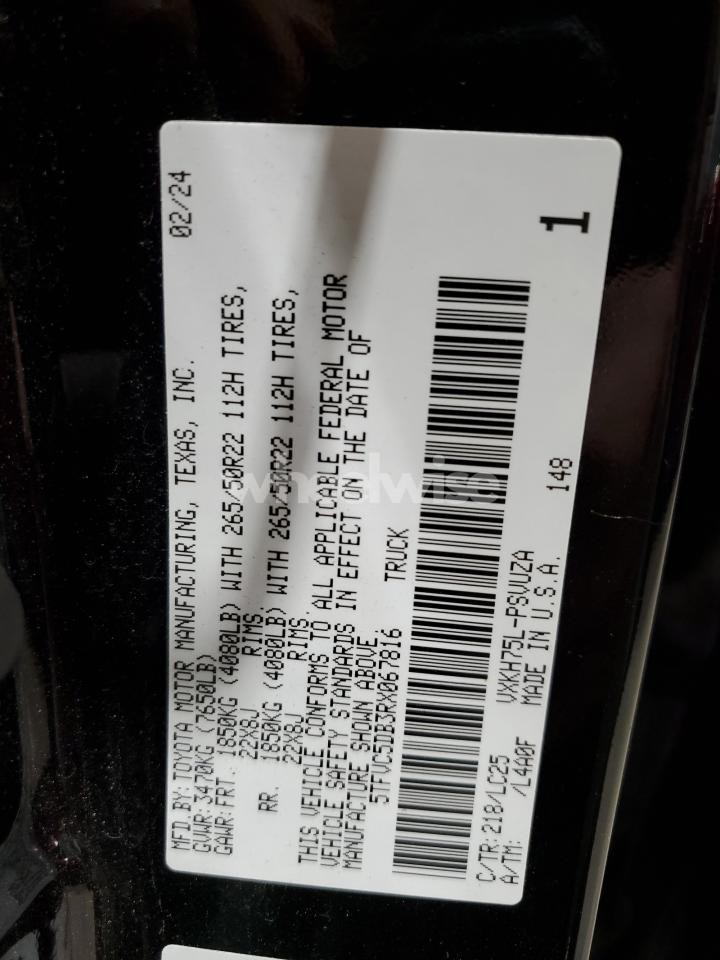 MFD.BY: TOYOTA MOTOR MANUFACTURING, TEXAS, INC. 02/24
GVWR: 3470KG (7650LB)
GAWR: FRT. 1850KG (4080LB) WITH 265/50R22 112H TIRES,
22X8J RIMS.
RR. 1850KG (4080LB) WITH 265/50R22 112H TIRES,
22X8J RIMS.
THIS VEHICLE CONFORMS TO ALL APPLICABLE FEDERAL MOTOR
VEHICLE SAFETY STANDARDS IN EFFECT ON THE DATE OF
MANUFACTURE SHOWN ABOVE.
5TFVC5DB3RX067816 TRUCK
C/TR: 218/LC25 VXKH75L-PSVUZA
A/TM: /L4A0F MADE IN U.S.A. 148
1
wheelwise